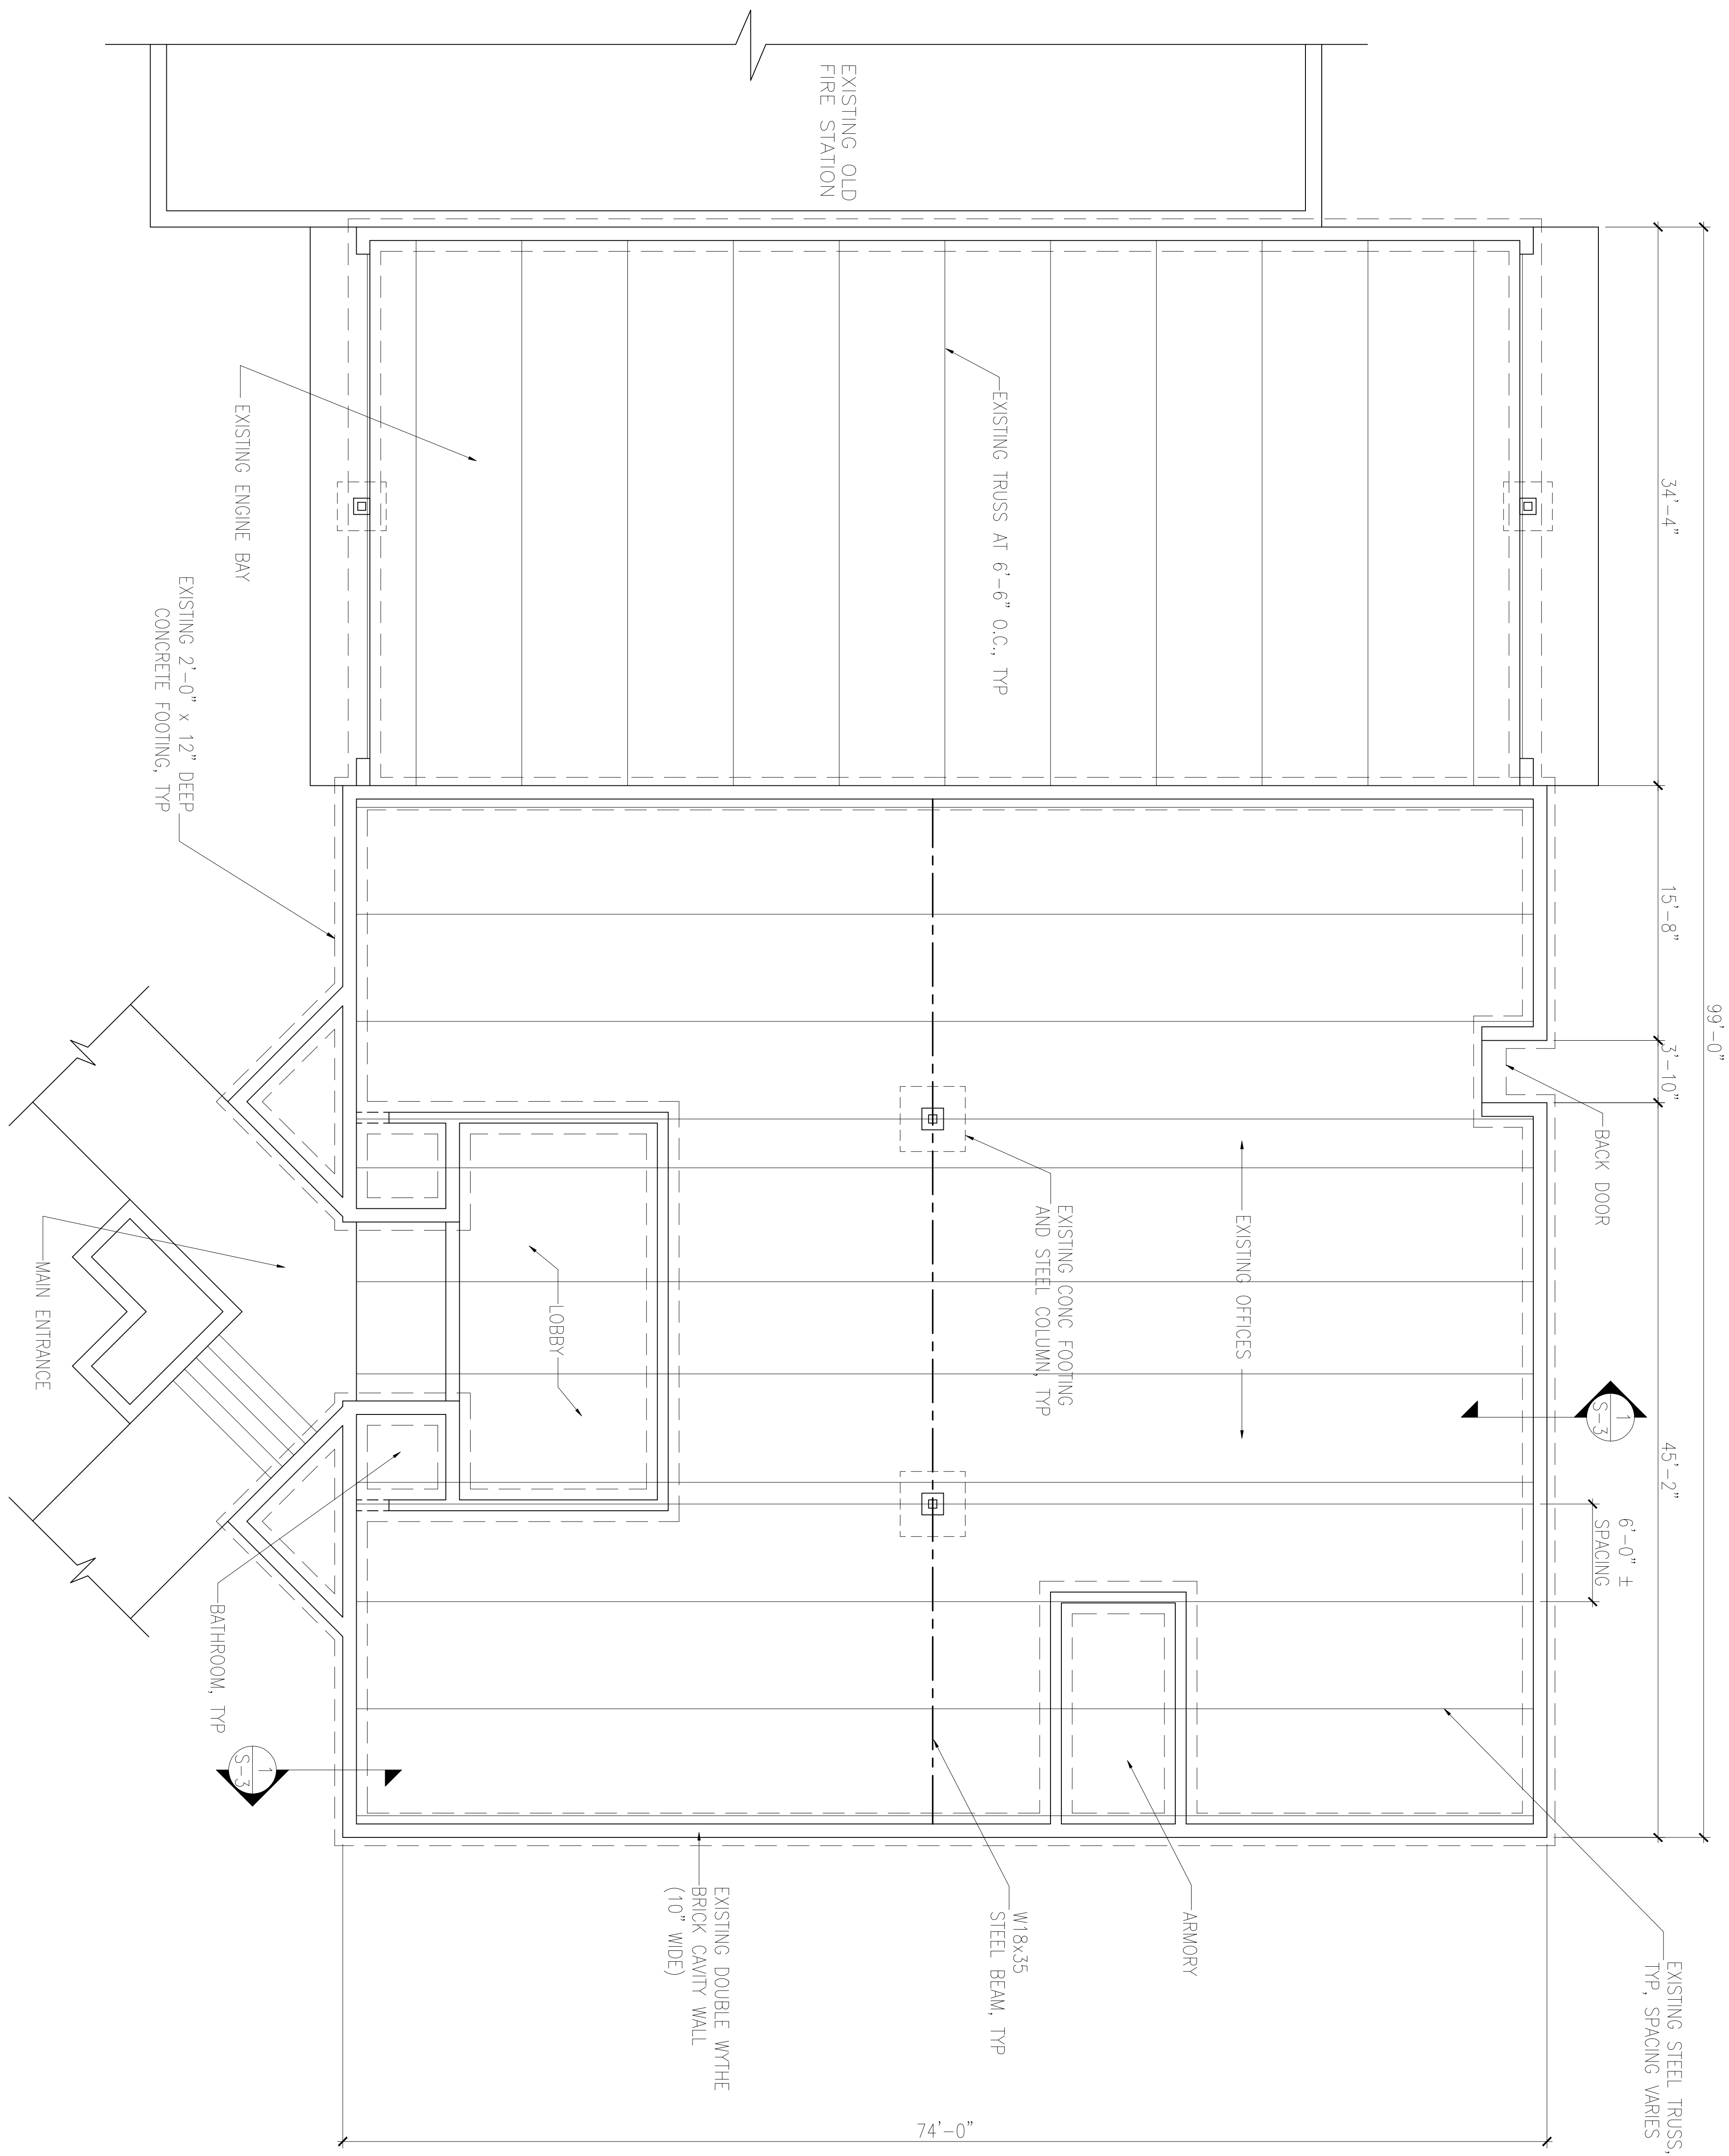 99'-0"
34'-4"
15'-8"
3'-10"
45'-2"
EXISTING OLD
FIRE STATION
EXISTING TRUSS AT 6'-6" O.C., TYP
EXISTING ENGINE BAY
EXISTING 2'-0" x 12" DEEP
CONCRETE FOOTING, TYP
BACK DOOR
EXISTING OFFICES
EXISTING CONC FOOTING
AND STEEL COLUMN, TYP
LOBBY
MAIN ENTRANCE
1
S-3
6'-0" ±
SPACING
BATHROOM, TYP
1
S-3
EXISTING STEEL TRUSS,
TYP, SPACING VARIES
ARMORY
W18x35
STEEL BEAM, TYP
EXISTING DOUBLE WYTHE
BRICK CAVITY WALL
(10" WIDE)
74'-0"